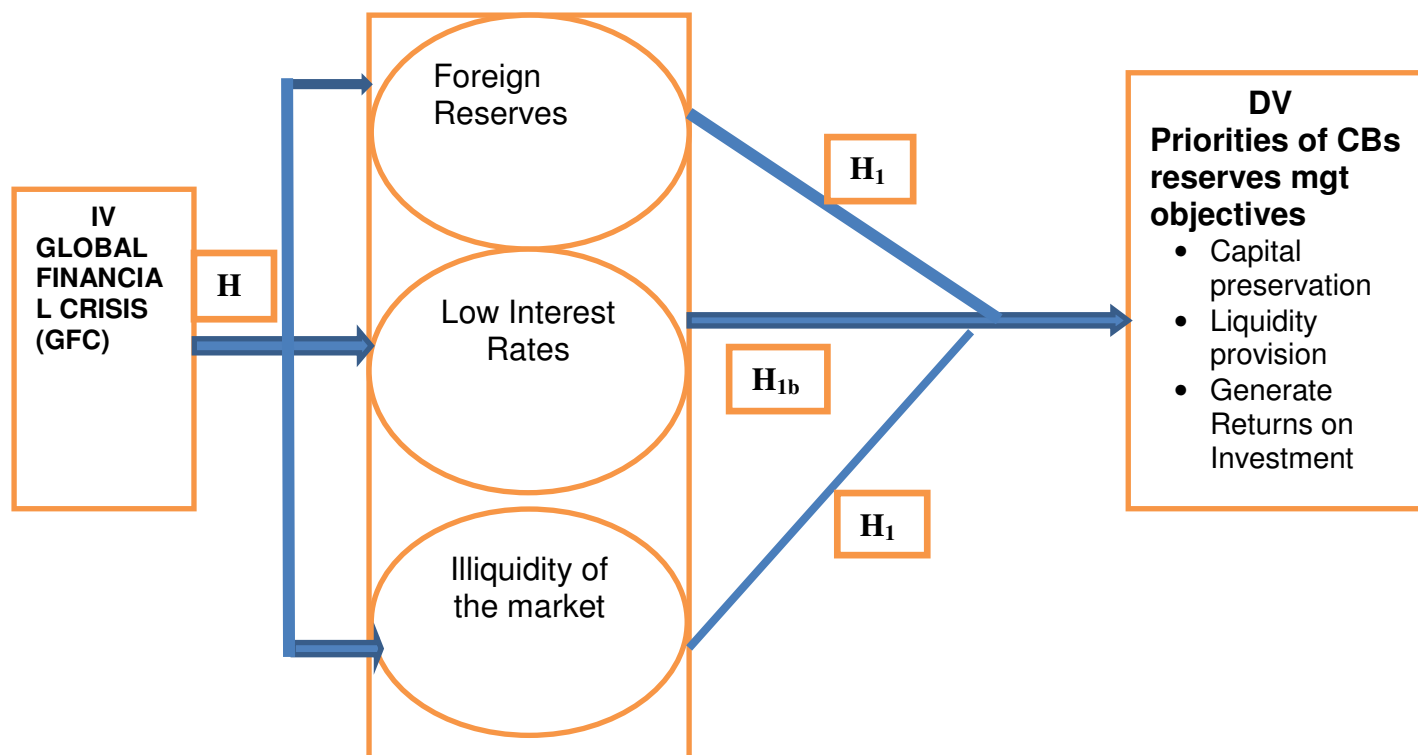 IV
GLOBAL
FINANCIA
L CRISIS
(GFC)
H
Foreign
Reserves
Low Interest
Rates
Illiquidity of
the market
H₁
H₁b
H₁
DV
Priorities of CBs
reserves mgt
objectives
• Capital
preservation
• Liquidity
provision
• Generate
Returns on
Investment